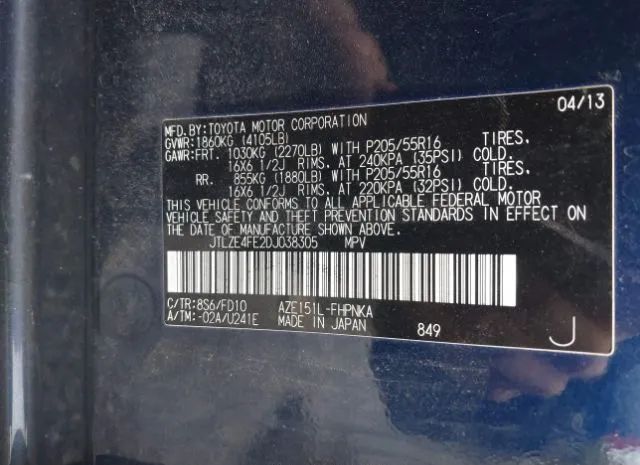 04/13
MFD. BY: TOYOTA MOTOR CORPORATION
GVWR: 1860KG (4105LB)
GAWR: FRT. 1030KG (2270LB) WITH P205/55R16 TIRES,
16X6 1/2J RIMS, AT 240KPA (35PSI) COLD.
RR. 855KG (1880LB) WITH P205/55R16 TIRES,
16X6 1/2J RIMS, AT 220KPA (32PSI) COLD.
THIS VEHICLE CONFORMS TO ALL APPLICABLE FEDERAL MOTOR
VEHICLE SAFETY AND THEFT PREVENTION STANDARDS IN EFFECT ON
THE DATE OF MANUFACTURE SHOWN ABOVE.
JTLZE4FE2DJ038305 MPV
C/TR: 8S6/FD10 AZE151L-FHPNKA
A/TM: -02A/U241E MADE IN JAPAN 849 J